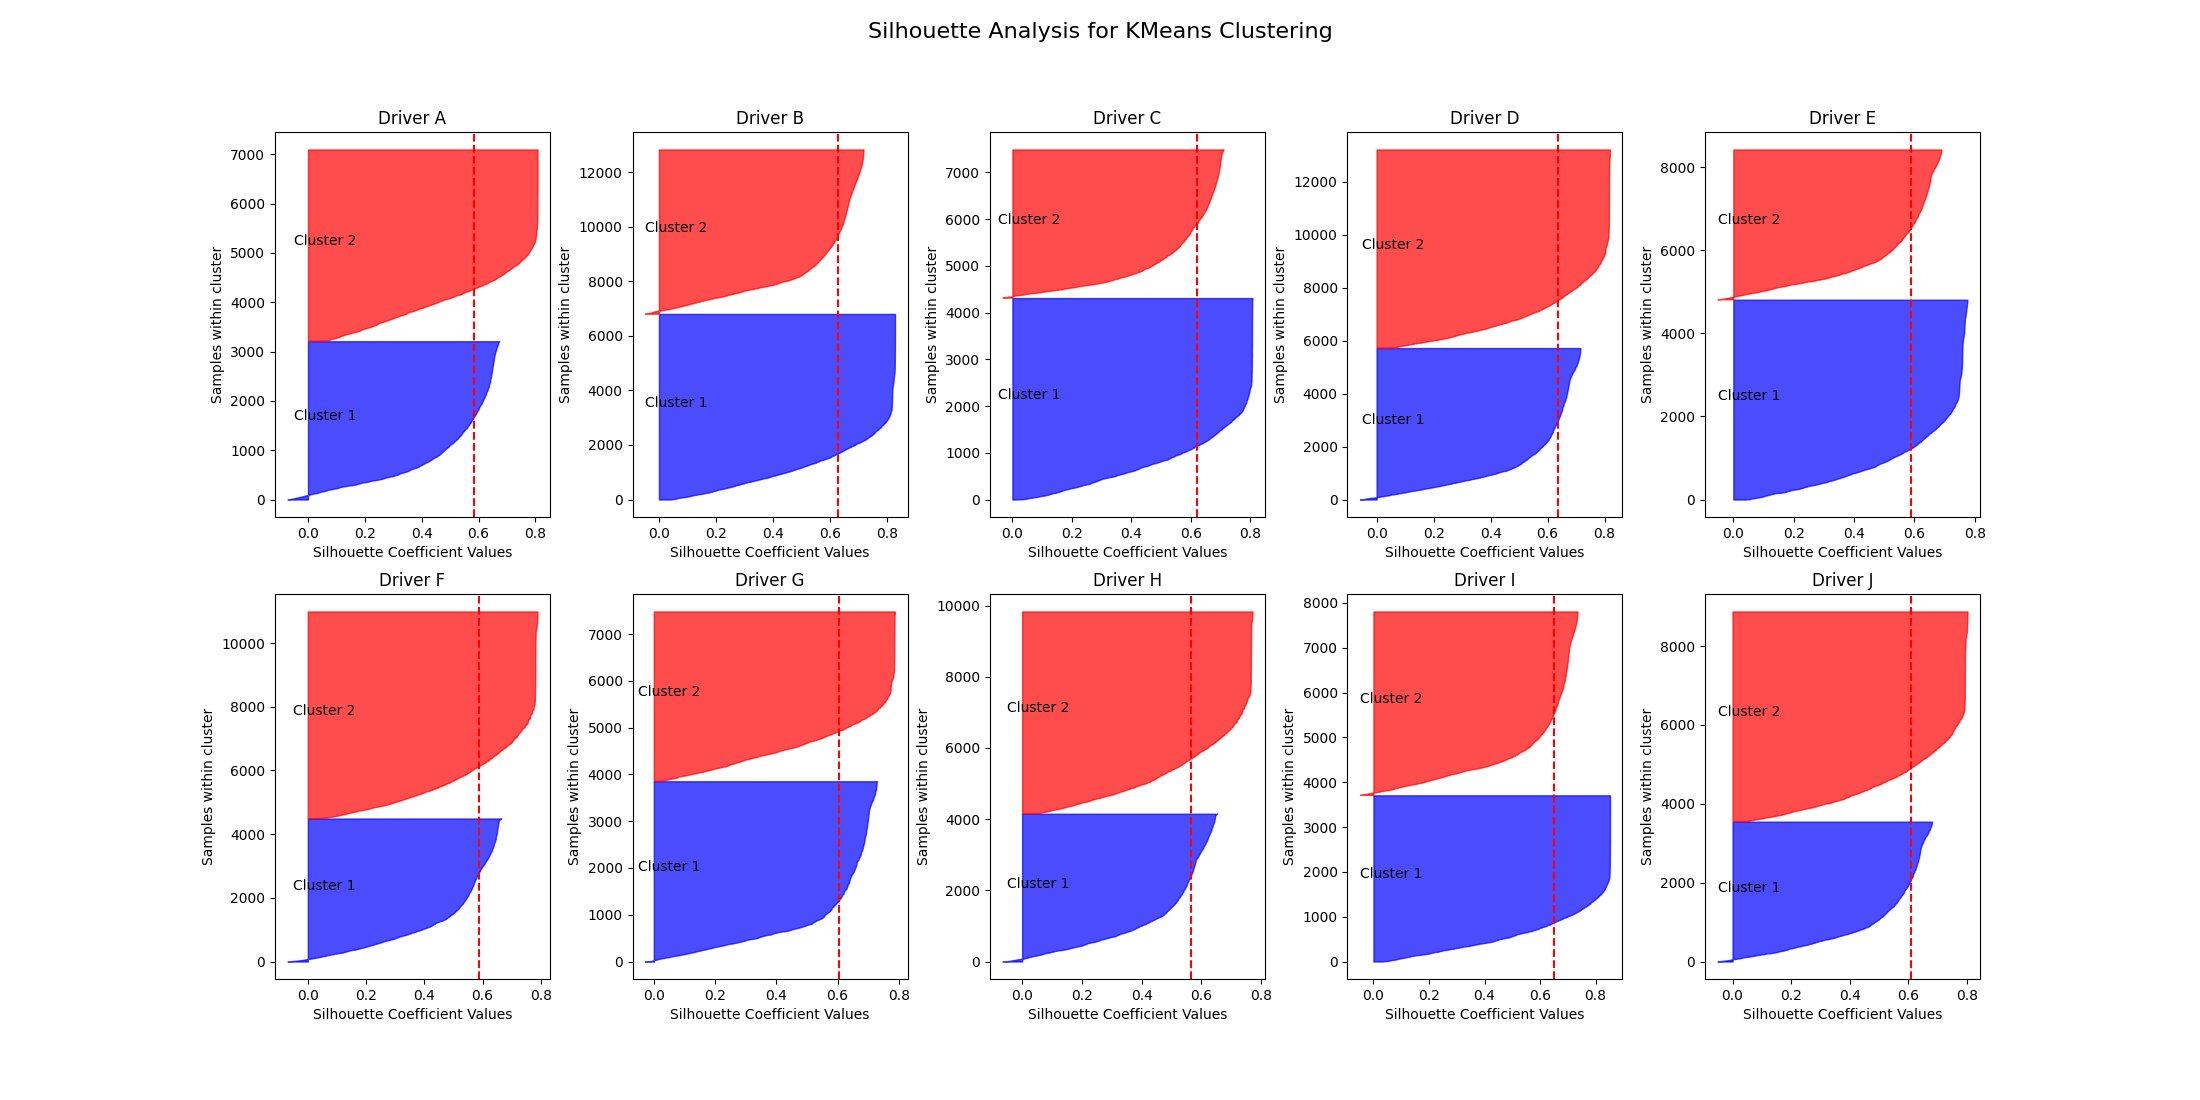 Silhouette Analysis for KMeans Clustering
Driver A
7000
6000
5000
4000
3000
2000
1000
0
Samples within cluster
Cluster 2
Cluster 1
0.0 0.2 0.4 0.6 0.8
Silhouette Coefficient Values
Driver B
12000
10000
8000
6000
4000
2000
0
Samples within cluster
Cluster 2
Cluster 1
0.0 0.2 0.4 0.6 0.8
Silhouette Coefficient Values
Driver C
7000
6000
5000
4000
3000
2000
1000
0
Samples within cluster
Cluster 2
Cluster 1
0.0 0.2 0.4 0.6 0.8
Silhouette Coefficient Values
Driver D
12000
10000
8000
6000
4000
2000
0
Samples within cluster
Cluster 2
Cluster 1
0.0 0.2 0.4 0.6 0.8
Silhouette Coefficient Values
Driver E
8000
6000
4000
2000
0
Samples within cluster
Cluster 2
Cluster 1
0.0 0.2 0.4 0.6 0.8
Silhouette Coefficient Values
Driver F
10000
8000
6000
4000
2000
0
Samples within cluster
Cluster 2
Cluster 1
0.0 0.2 0.4 0.6 0.8
Silhouette Coefficient Values
Driver G
7000
6000
5000
4000
3000
2000
1000
0
Samples within cluster
Cluster 2
Cluster 1
0.0 0.2 0.4 0.6 0.8
Silhouette Coefficient Values
Driver H
10000
8000
6000
4000
2000
0
Samples within cluster
Cluster 2
Cluster 1
0.0 0.2 0.4 0.6 0.8
Silhouette Coefficient Values
Driver I
8000
7000
6000
5000
4000
3000
2000
1000
0
Samples within cluster
Cluster 2
Cluster 1
0.0 0.2 0.4 0.6 0.8
Silhouette Coefficient Values
Driver J
8000
6000
4000
2000
0
Samples within cluster
Cluster 2
Cluster 1
0.0 0.2 0.4 0.6 0.8
Silhouette Coefficient Values